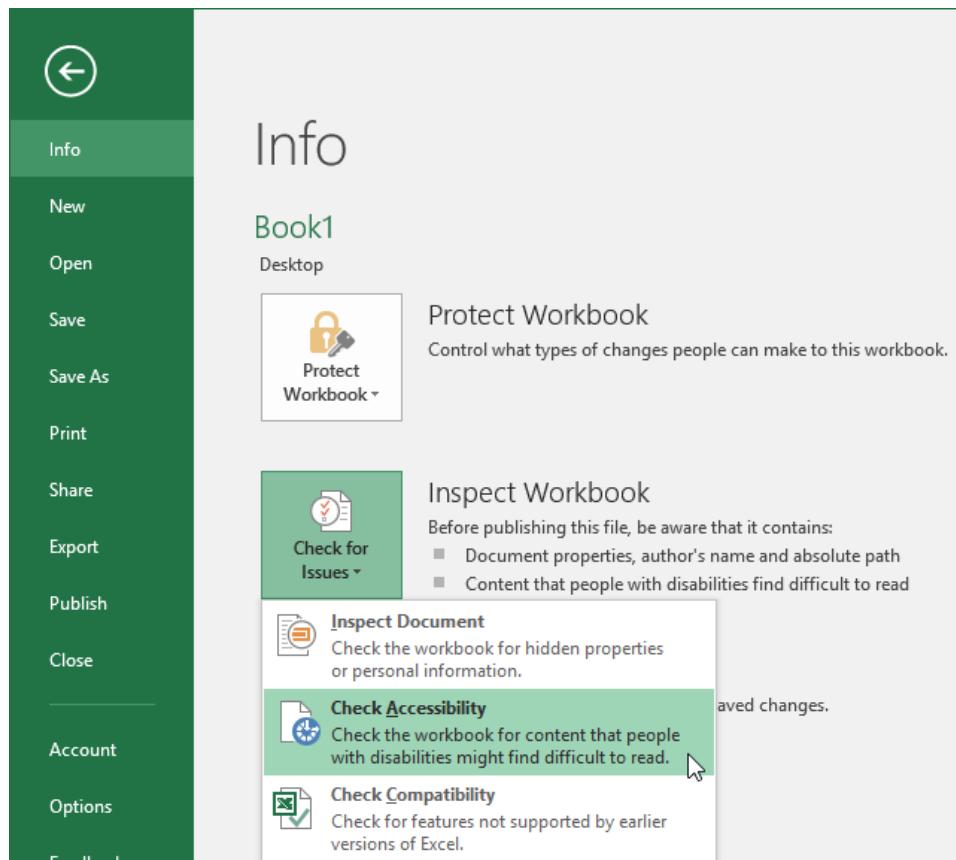 Info
New
Open
Save
Save As
Print
Share
Export
Publish
Close
Account
Options
Info
Book1
Desktop
Protect
Workbook
Protect Workbook
Control what types of changes people can make to this workbook.
Check for
Issues
Inspect Workbook
Before publishing this file, be aware that it contains:
Document properties, author's name and absolute path
Content that people with disabilities find difficult to read
Inspect Document
Check the workbook for hidden properties
or personal information.
Check Accessibility
Check the workbook for content that people
with disabilities might find difficult to read.
aved changes.
Check Compatibility
Check for features not supported by earlier
versions of Excel.